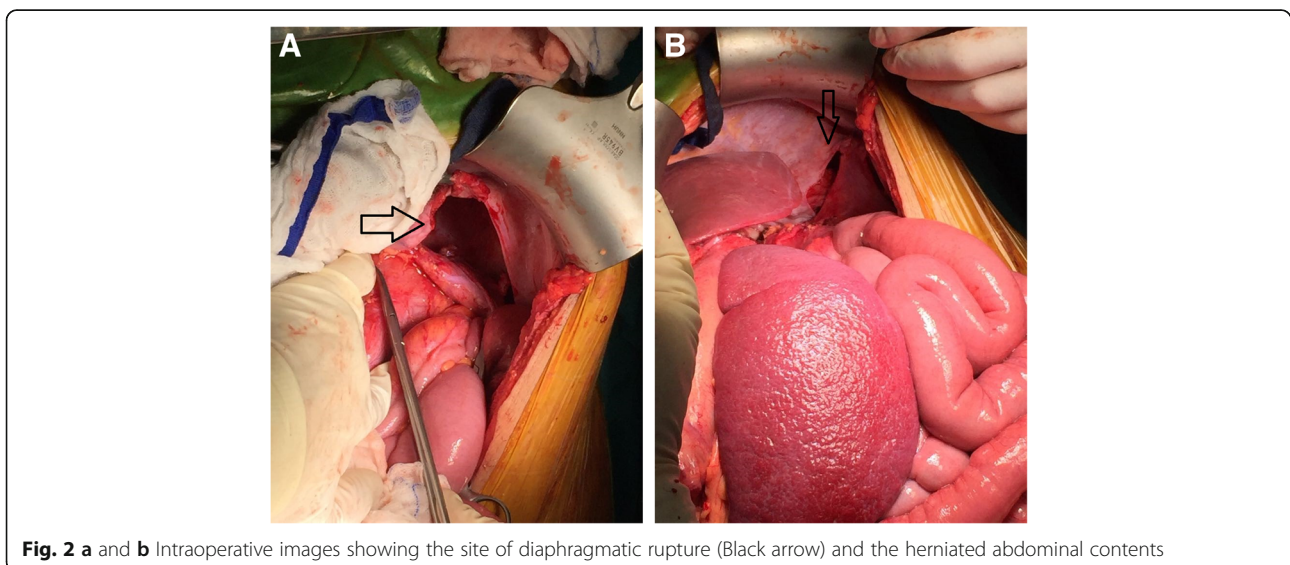 A
B
Fig. 2 a and b Intraoperative images showing the site of diaphragmatic rupture (Black arrow) and the herniated abdominal contents